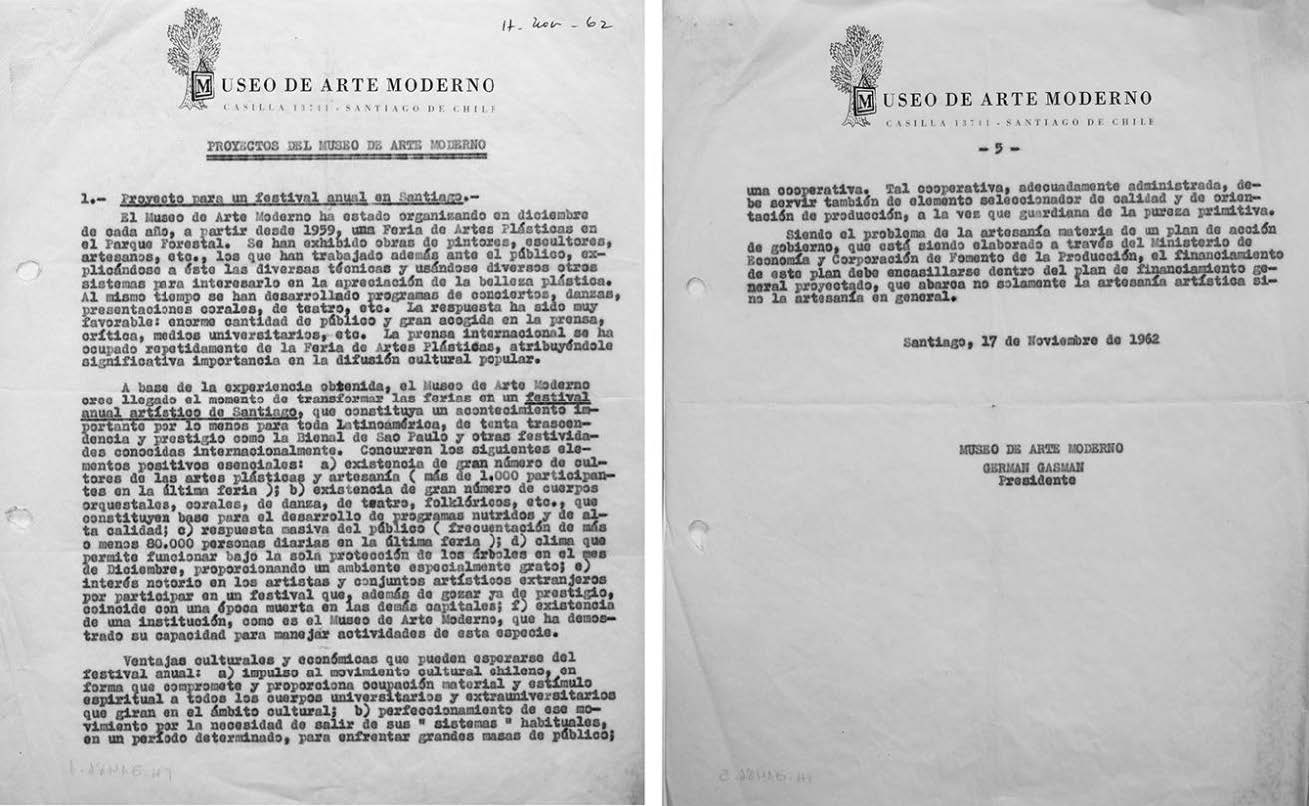 17 - Nov - 62
MUSEO DE ARTE MODERNO
CASILLA 13744 - SANTIAGO DE CHILE
PROYECTOS DEL MUSEO DE ARTE MODERNO
1.- Proyecto para un festival anual en Santiago.-
El Museo de Arte Moderno ha estado organizando en diciembre
de cada año, a partir desde 1959, una Feria de Artes Plásticas en
el Parque Forestal. Se han exhibido obras de pintores, escultores,
artesanos, etc., los que han trabajado además ante el público, ex-
plicándose a éste las diversas técnicas y usándose diversos otros
sistemas para interesarlo en la apreciación de la belleza plástica.
Al mismo tiempo se han desarrollado programas de conciertos, danzas,
presentaciones corales, de teatro, etc. La respuesta ha sido muy
favorable: enorme cantidad de público y gran acogida en la prensa,
crítica, medios universitarios, etc. La prensa internacional se ha
ocupado repetidamente de la Feria de Artes Plásticas, atribuyéndole
significativa importancia en la difusión cultural popular.
A base de la experiencia obtenida, el Museo de Arte Moderno
cree llegado el momento de transformar las ferias en un festival
anual artístico de Santiago, que constituya un acontecimiento im-
portante por lo menos para toda Latinoamérica, de tanta trascen-
dencia y prestigio como la Bienal de Sao Paulo y otras festivida-
des conocidas internacionalmente. Concurren los siguientes ele-
mentos positivos esenciales: a) existencia de gran número de cul-
tores de las artes plásticas y artesanía ( más de 1.000 participan-
tes en la última feria ); b) existencia de gran número de cuerpos
orquestales, corales, de danza, de teatro, folklóricos, etc., que
constituyen base para el desarrollo de programas nutridos y de al-
ta calidad; c) respuesta masiva del público ( frecuentación de más
o menos 80.000 personas diarias en la última feria ); d) clima que
permite funcionar bajo la sola protección de los árboles en el mes
de Diciembre, proporcionando un ambiente especialmente grato; e)
interés notorio en los artistas y conjuntos artísticos extranjeros
por participar en un festival que, además de gozar ya de prestigio,
coincide con una época muerta en las demás capitales; f) existencia
de una institución, como es el Museo de Arte Moderno, que ha demos-
trado su capacidad para manejar actividades de esta especie.
Ventajas culturales y económicas que pueden esperarse del
festival anual: a) impulso al movimiento cultural chileno, en
forma que compromete y proporciona ocupación material y estímulo
espiritual a todos los cuerpos universitarios y extrauniversitarios
que giran en el ámbito cultural; b) perfeccionamiento de ese mo-
vimiento por la necesidad de salir de sus " sistemas " habituales,
en un período determinado, para enfrentar grandes masas de público;
MUSEO DE ARTE MODERNO
CASILLA 13744 - SANTIAGO DE CHILE
- 5 -
una cooperativa. Tal cooperativa, adecuadamente administrada, de-
be servir también de elemento seleccionador de calidad y de orien-
tación de producción, a la vez que guardiana de la pureza primitiva.
Siendo el problema de la artesanía materia de un plan de acción
de gobierno, que está siendo elaborado a través del Ministerio de
Economía y Corporación de Fomento de la Producción, el financiamiento
de este plan debe encasillarse dentro del plan de financiamiento ge-
neral proyectado, que abarca no solamente la artesanía artística si-
no la artesanía en general.
Santiago, 17 de Noviembre de 1962
MUSEO DE ARTE MODERNO
GERMAN GASMAN
Presidente